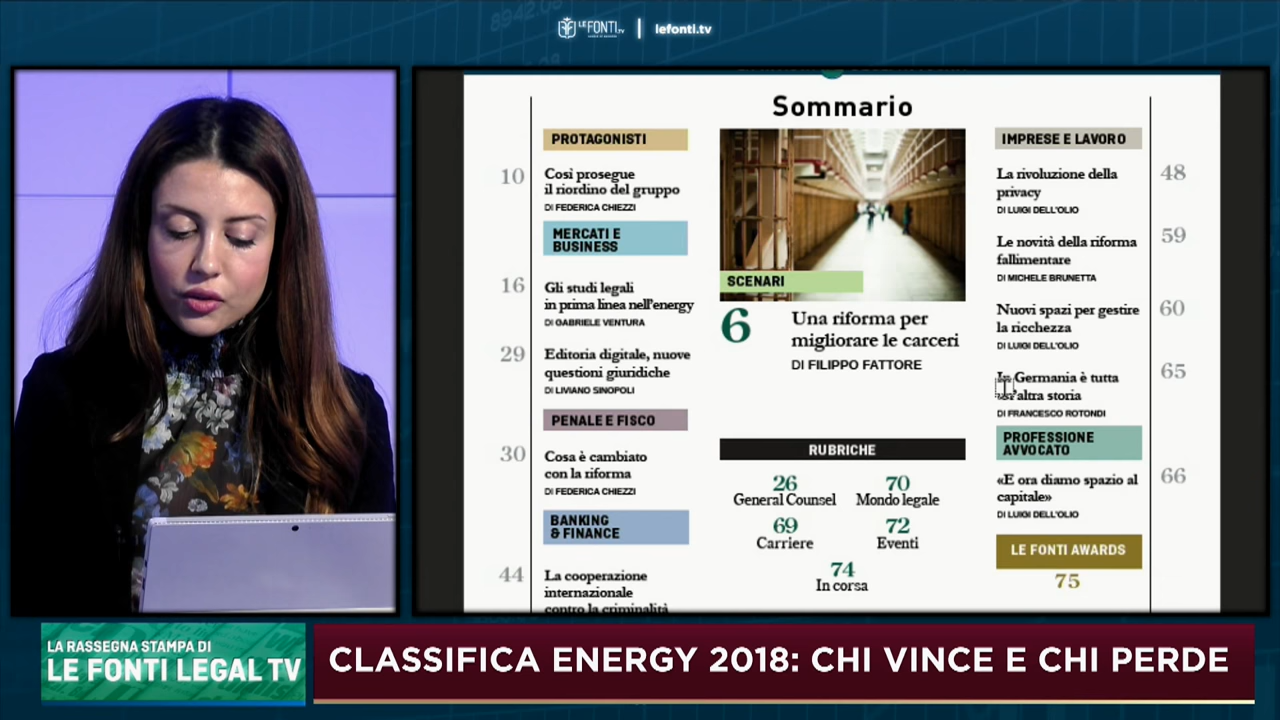 LE FONTI TV
lefonti.tv
Sommario
PROTAGONISTI
10
Così prosegue
il riordino del gruppo
DI FEDERICA CHIEZZI
MERCATI E
BUSINESS
16
Gli studi legali
in prima linea nell'energy
DI GABRIELE VENTURA
29
Editoria digitale, nuove
questioni giuridiche
DI LIVIANO SINOPOLI
PENALE E FISCO
30
Cosa è cambiato
con la riforma
DI FEDERICA CHIEZZI
BANKING
& FINANCE
44
La cooperazione
internazionale
contro la criminalità
SCENARI
6
Una riforma per
migliorare le carceri
DI FILIPPO FATTORE
RUBRICHE
26
General Counsel
70
Mondo legale
69
Carriere
72
Eventi
74
In corsa
IMPRESE E LAVORO
La rivoluzione della
privacy
DI LUIGI DELL'OLIO
48
Le novità della riforma
fallimentare
DI MICHELE BRUNETTA
59
Nuovi spazi per gestire
la ricchezza
DI LUIGI DELL'OLIO
60
In Germania è tutta
un'altra storia
DI FRANCESCO ROTONDI
65
PROFESSIONE
AVVOCATO
«E ora diamo spazio al
capitale»
DI LUIGI DELL'OLIO
66
LE FONTI AWARDS
75
LA RASSEGNA STAMPA DI
LE FONTI LEGAL TV
CLASSIFICA ENERGY 2018: CHI VINCE E CHI PERDE